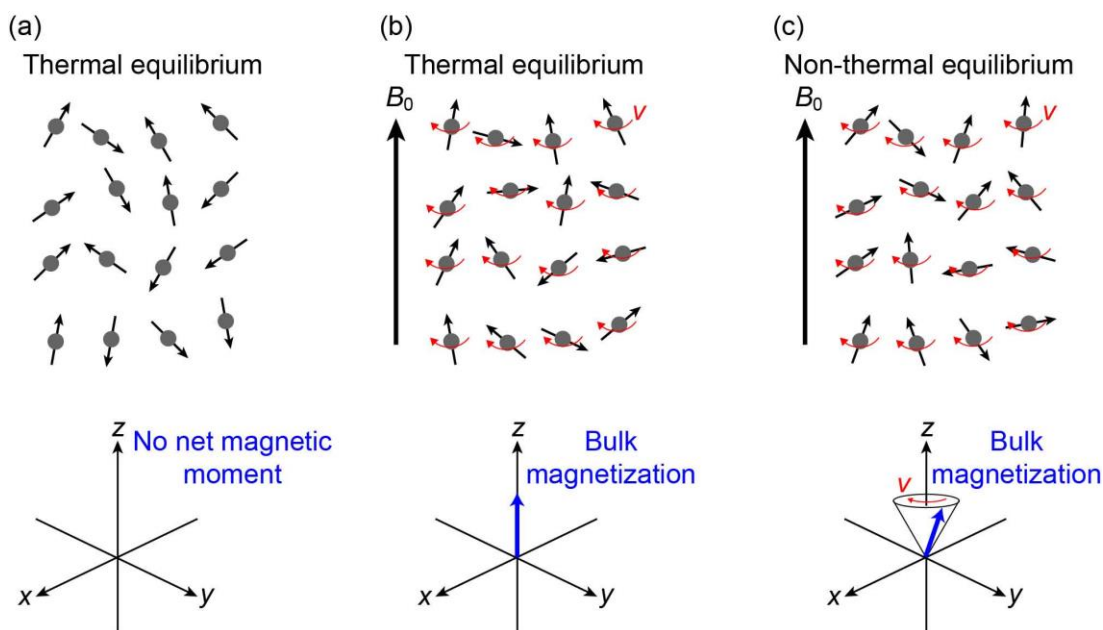 (a)
Thermal equilibrium
z
No net magnetic
moment
x
y
(b)
Thermal equilibrium
B0
v
z
Bulk
magnetization
x
y
(c)
Non-thermal equilibrium
B0
v
z
Bulk
magnetization
v
x
y